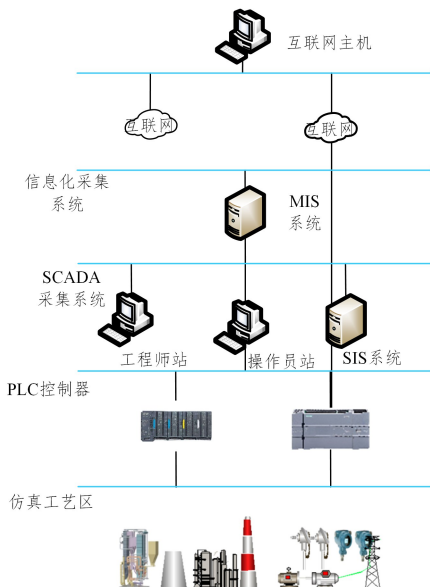 互联网主机
互联网
互联网
信息化采集
系统
MIS
系统
SCADA
采集系统
工程师站
操作员站
SIS系统
PLC控制器
仿真工艺区